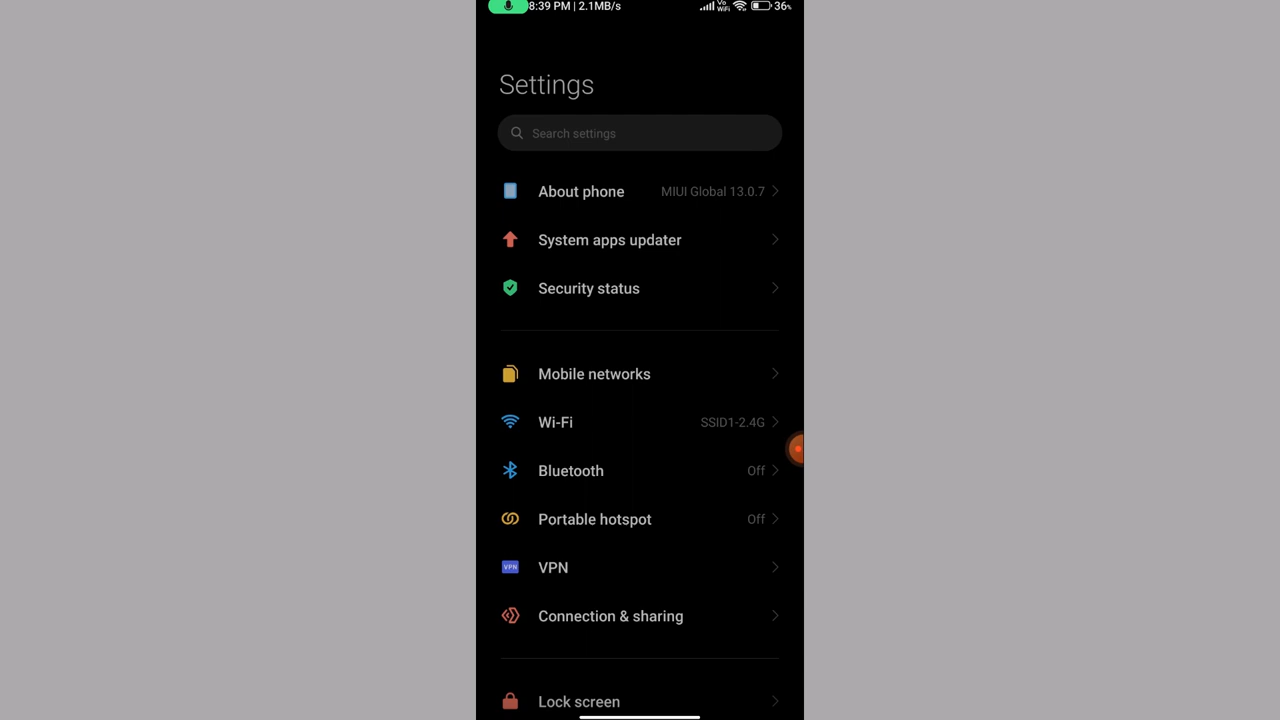 8:39 PM | 2.1MB/s Vo WiFi 36%
Settings
Search settings
About phone MIUI Global 13.0.7
System apps updater
Security status
Mobile networks
Wi-Fi SSID1-2.4G
Bluetooth Off
Portable hotspot Off
VPN VPN
Connection & sharing
Lock screen